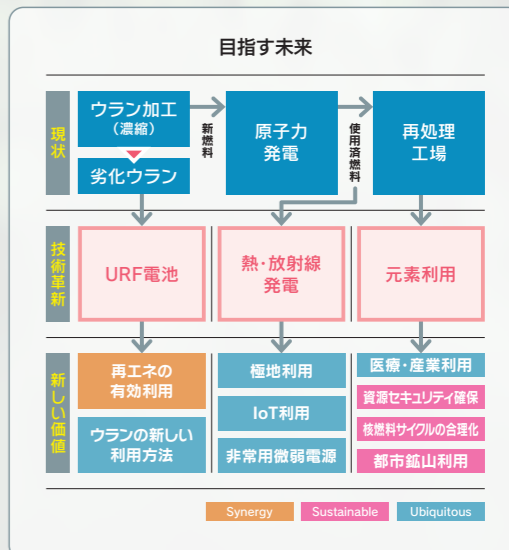 目指す未来
現状
ウラン加工
（濃縮）
劣化ウラン
新燃料
原子力
発電
使用済燃料
再処理
工場
技術革新
URF電池
熱・放射線
発電
元素利用
新しい価値
再エネの
有効利用
ウランの新しい
利用方法
極地利用
IoT利用
非常用微弱電源
医療・産業利用
資源セキュリティ確保
核燃料サイクルの合理化
都市鉱山利用
Synergy
Sustainable
Ubiquitous